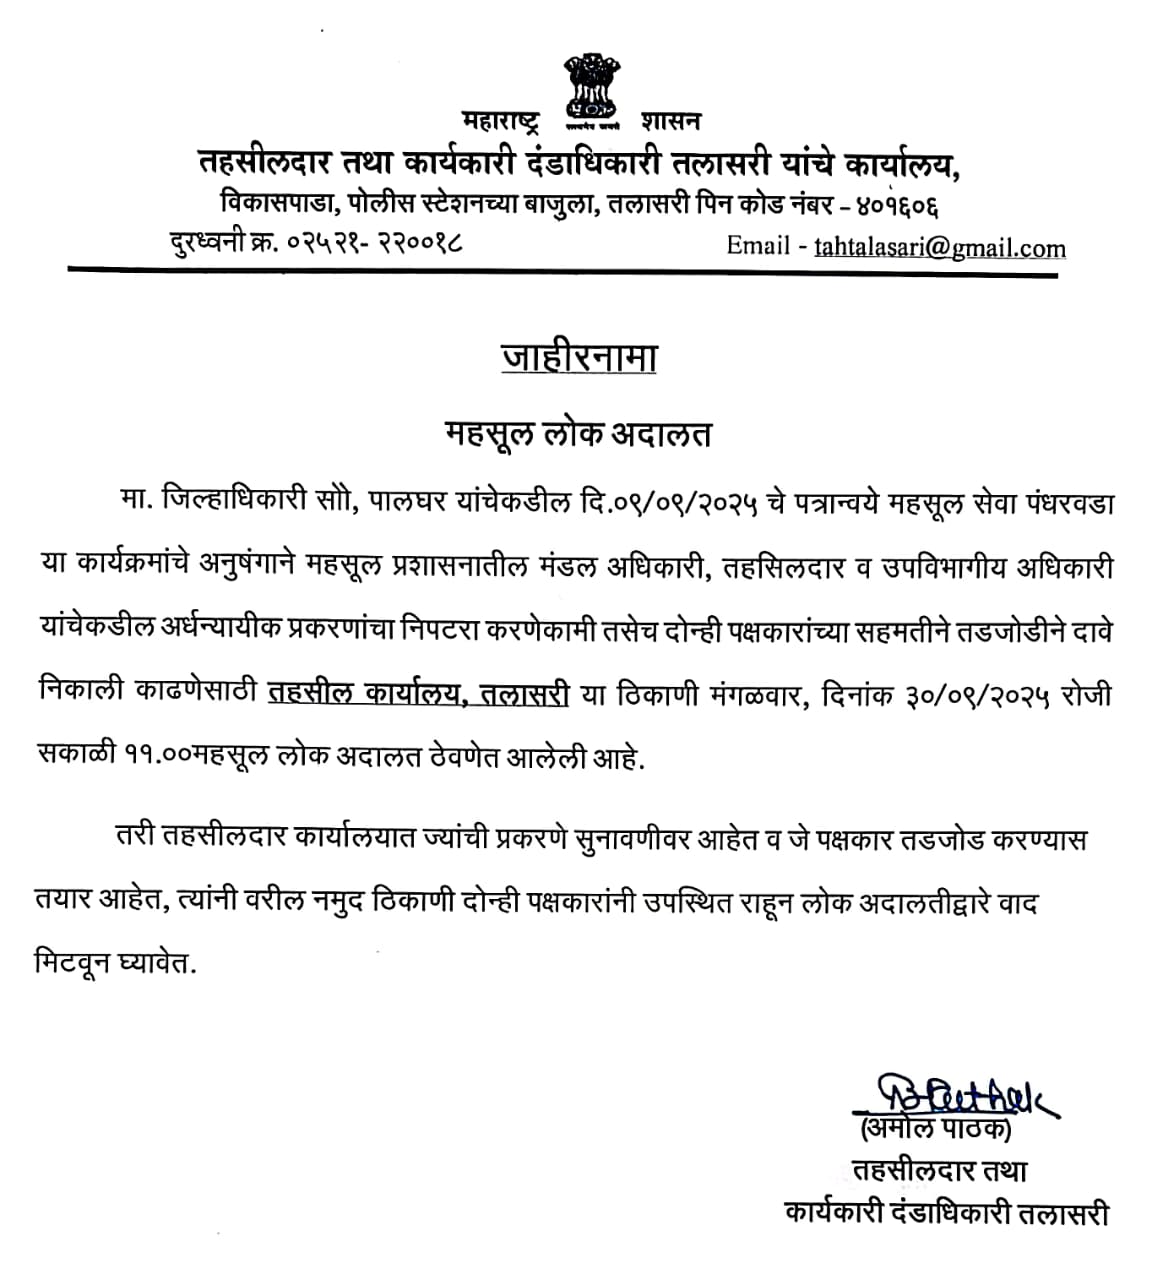 महाराष्ट्र शासन
तहसीलदार तथा कार्यकारी दंडाधिकारी तलासरी यांचे कार्यालय,
विकासपाडा, पोलीस स्टेशनच्या बाजुला, तलासरी पिन कोड नंबर – ४०१६०६
दुरध्वनी क्र. ०२५२१- २२००१८ Email - tahtalasari@gmail.com
जाहीरनामा
महसूल लोक अदालत
मा. जिल्हाधिकारी सोो, पालघर यांचेकडील दि.०९/०९/२०२५ चे पत्रान्वये महसूल सेवा पंधरवडा
या कार्यक्रमांचे अनुषंगाने महसूल प्रशासनातील मंडल अधिकारी, तहसिलदार व उपविभागीय अधिकारी
यांचेकडील अर्धन्यायीक प्रकरणांचा निपटरा करणेकामी तसेच दोन्ही पक्षकारांच्या सहमतीने तडजोडीने दावे
निकाली काढणेसाठी तहसील कार्यालय, तलासरी या ठिकाणी मंगळवार, दिनांक ३०/०९/२०२५ रोजी
सकाळी ११.००महसूल लोक अदालत ठेवणेत आलेली आहे.
तरी तहसीलदार कार्यालयात ज्यांची प्रकरणे सुनावणीवर आहेत व जे पक्षकार तडजोड करण्यास
तयार आहेत, त्यांनी वरील नमुद ठिकाणी दोन्ही पक्षकारांनी उपस्थित राहून लोक अदालतीद्वारे वाद
मिटवून घ्यावेत.
(अमोल पाठक)
तहसीलदार तथा
कार्यकारी दंडाधिकारी तलासरी